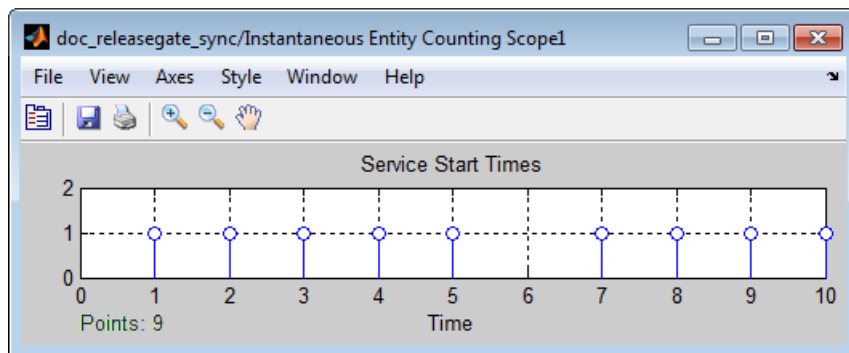 doc_releasegate_sync/Instantaneous Entity Counting Scope1
File View Axes Style Window Help
Service Start Times
2
1
0
0 1 2 3 4 5 6 7 8 9 10
Points: 9 Time